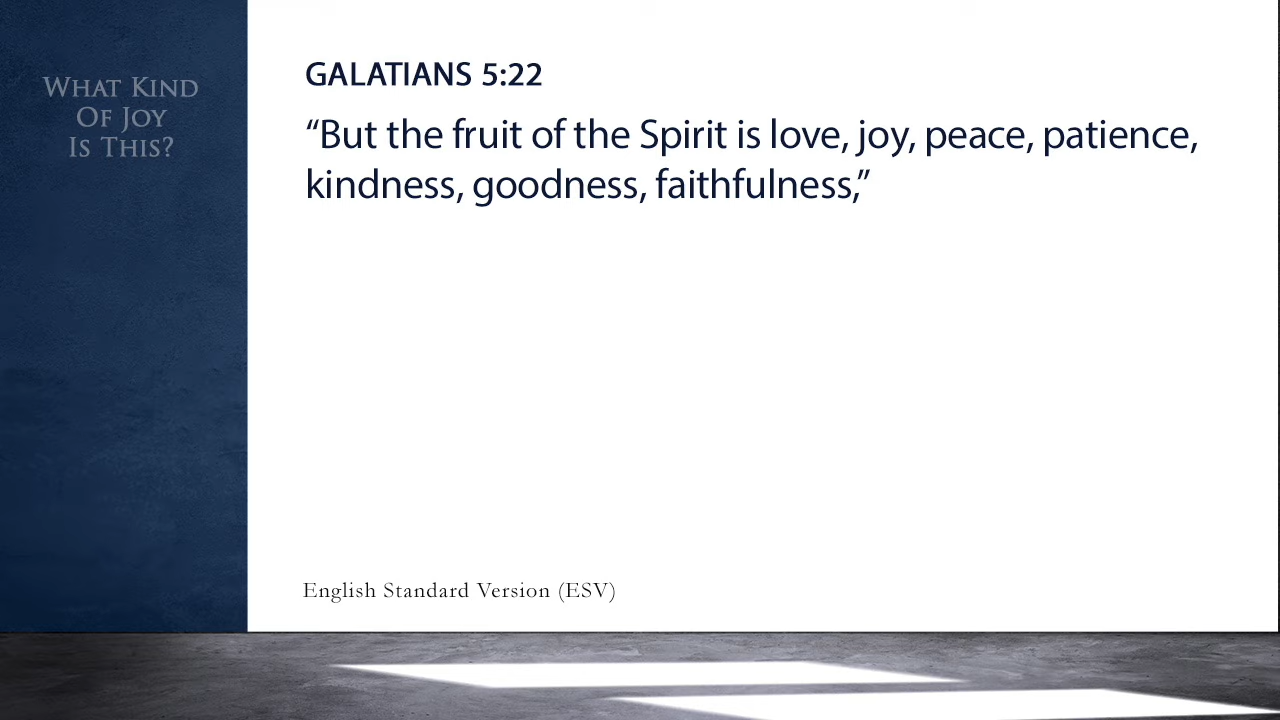 What Kind
Of Joy
Is This?
GALATIANS 5:22
“But the fruit of the Spirit is love, joy, peace, patience,
kindness, goodness, faithfulness,”
English Standard Version (ESV)